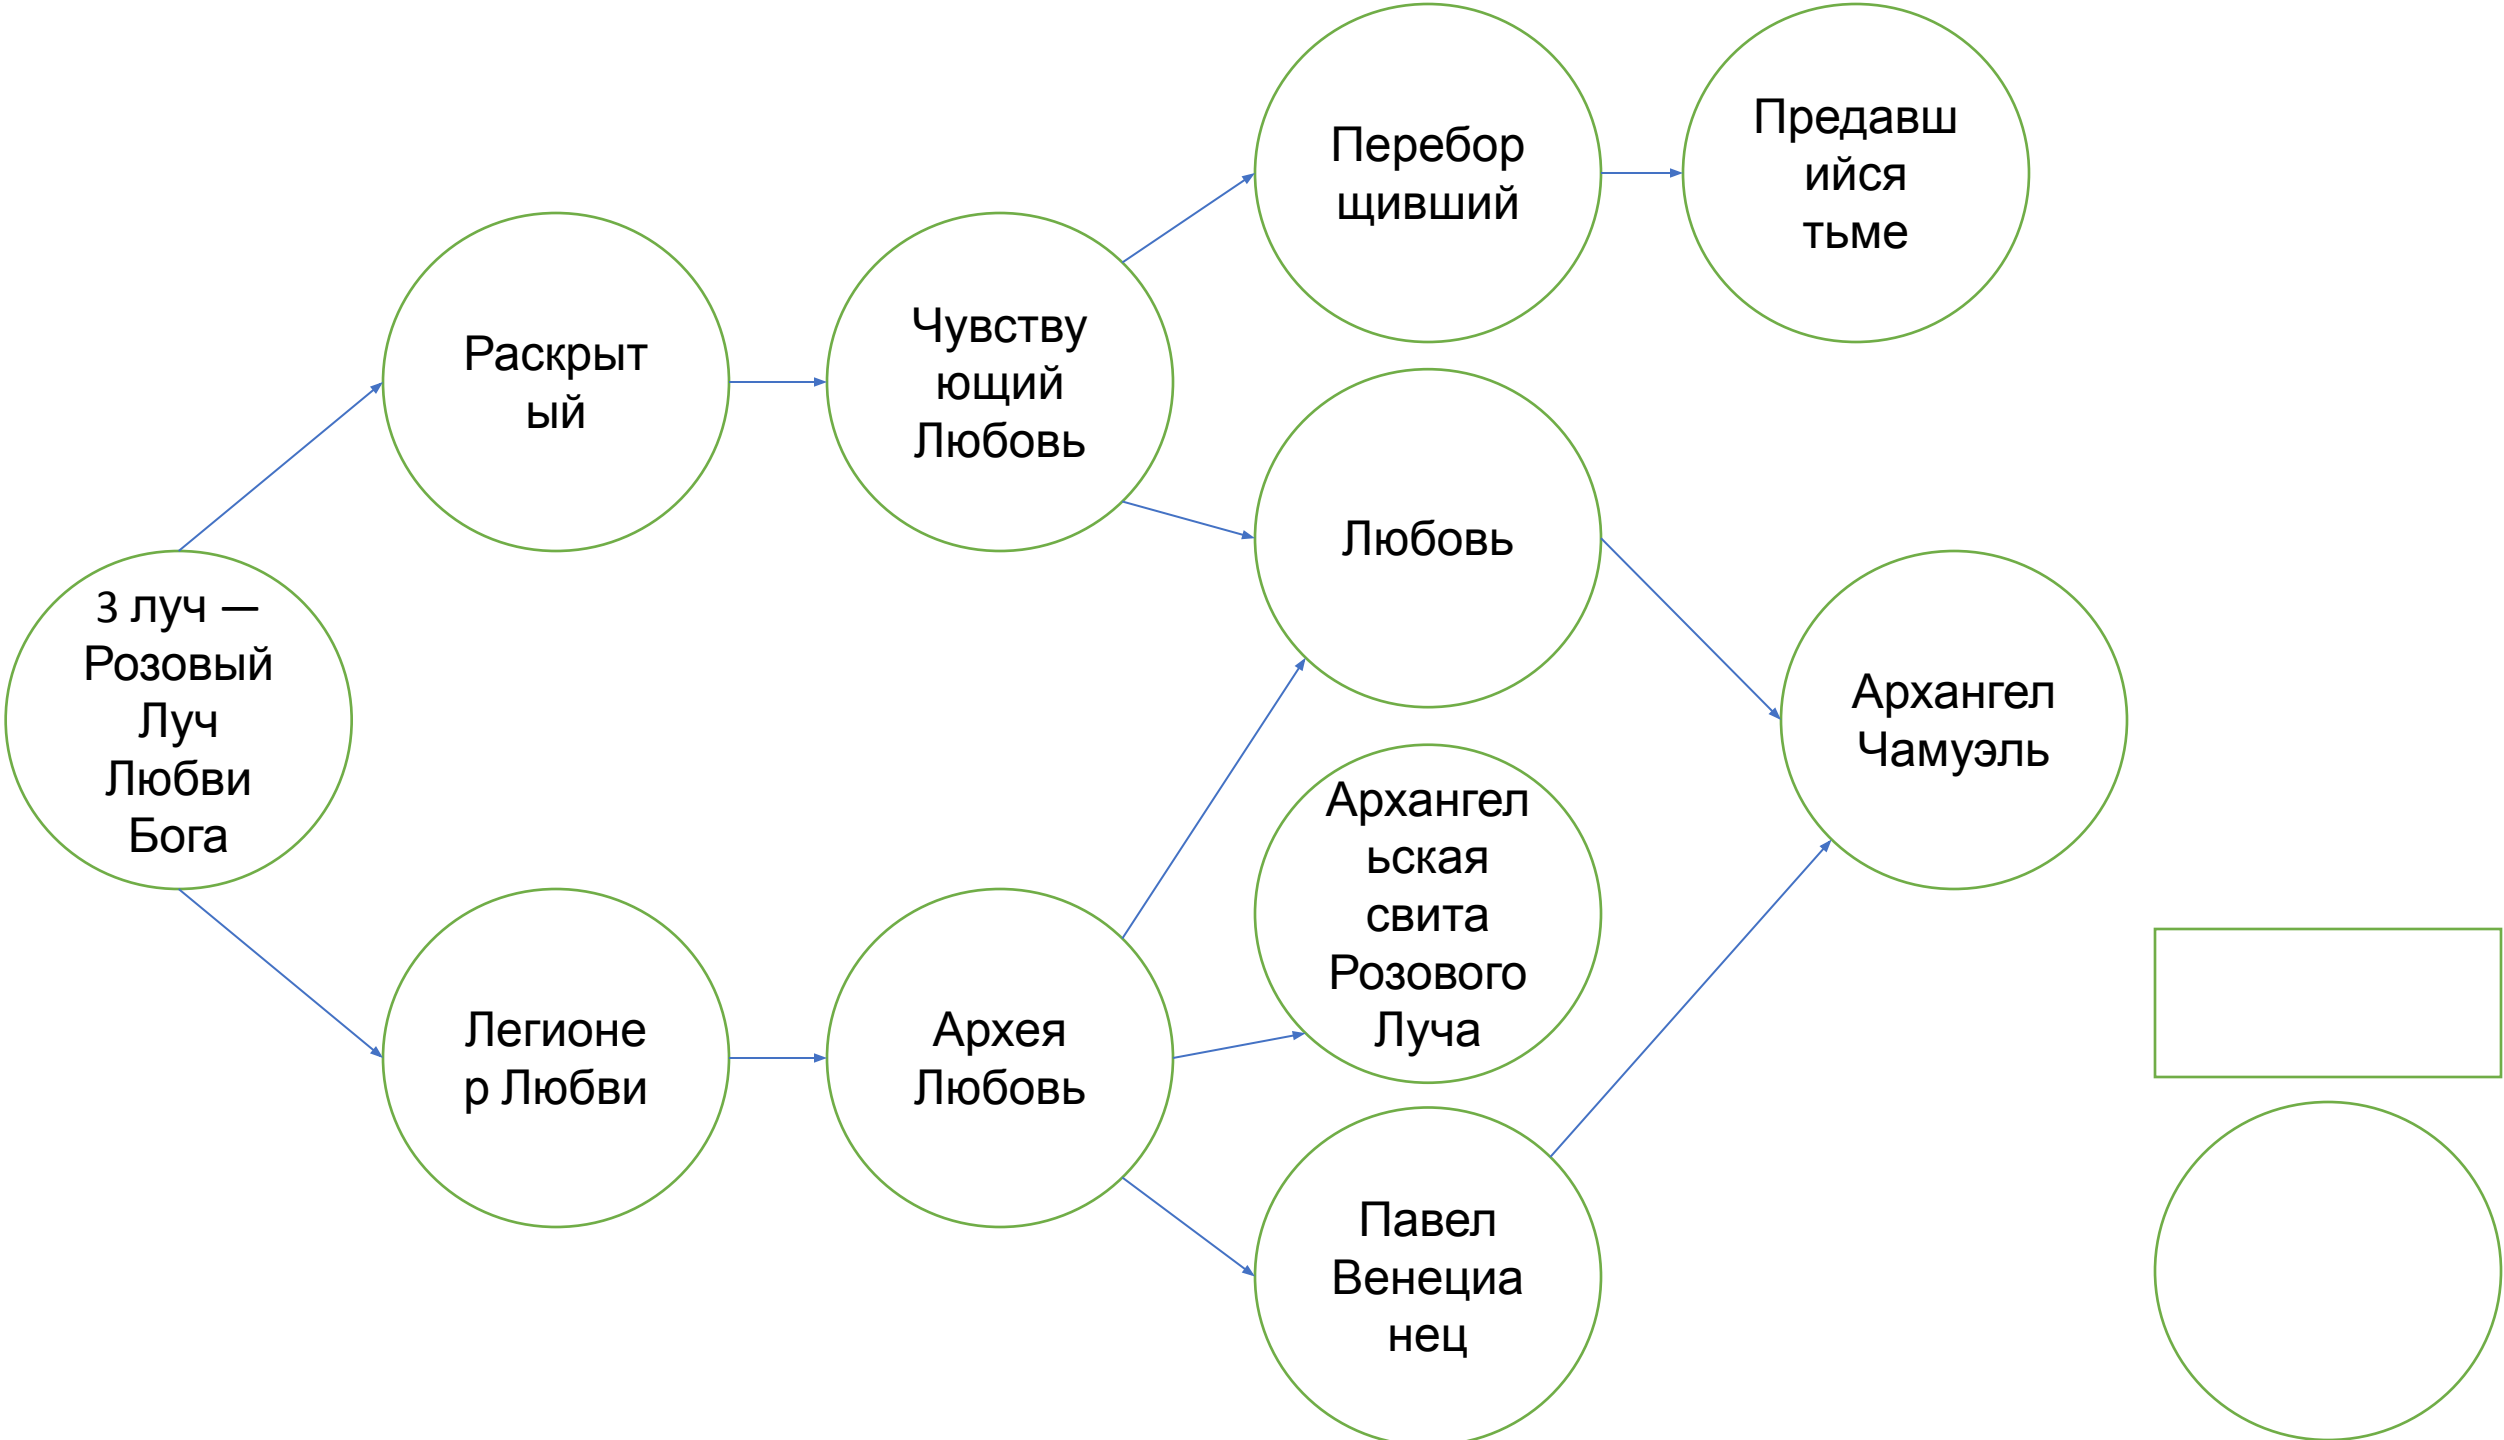 Перебор
щивший
Предавш
ийся
тьме
Раскрыт
ый
Чувству
ющий
Любовь
Любовь
3 луч —
Розовый
Луч
Любви
Бога
Архангел
Чамуэль
Архангел
ьская
свита
Розового
Луча
Легионе
р Любви
Архея
Любовь
Павел
Венециа
нец